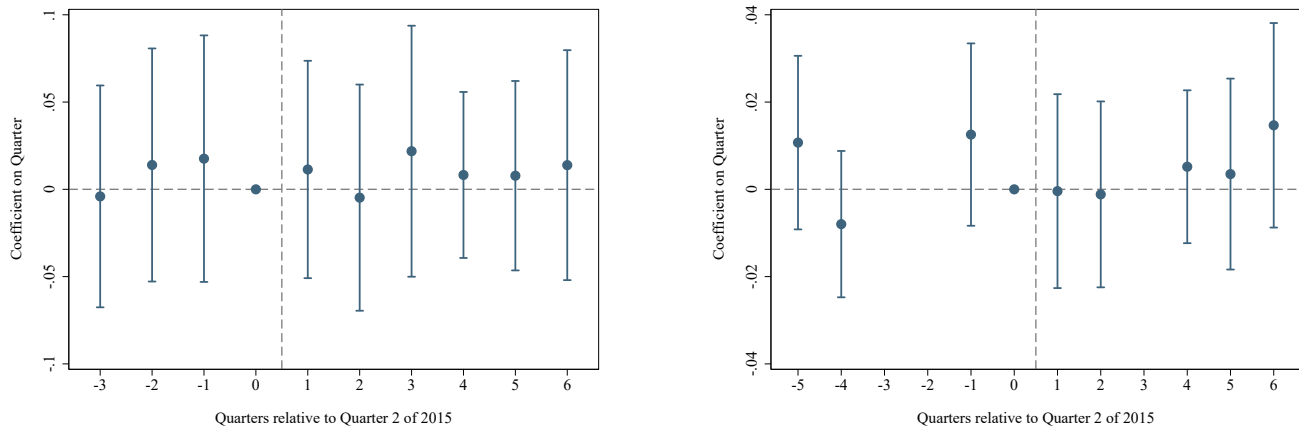 Coefficient on Quarter
.1
.05
0
-.05
-.1
-3 -2 -1 0 1 2 3 4 5 6
Quarters relative to Quarter 2 of 2015
Coefficient on Quarter
.04
.02
0
-.02
-.04
-5 -4 -3 -2 -1 0 1 2 3 4 5 6
Quarters relative to Quarter 2 of 2015